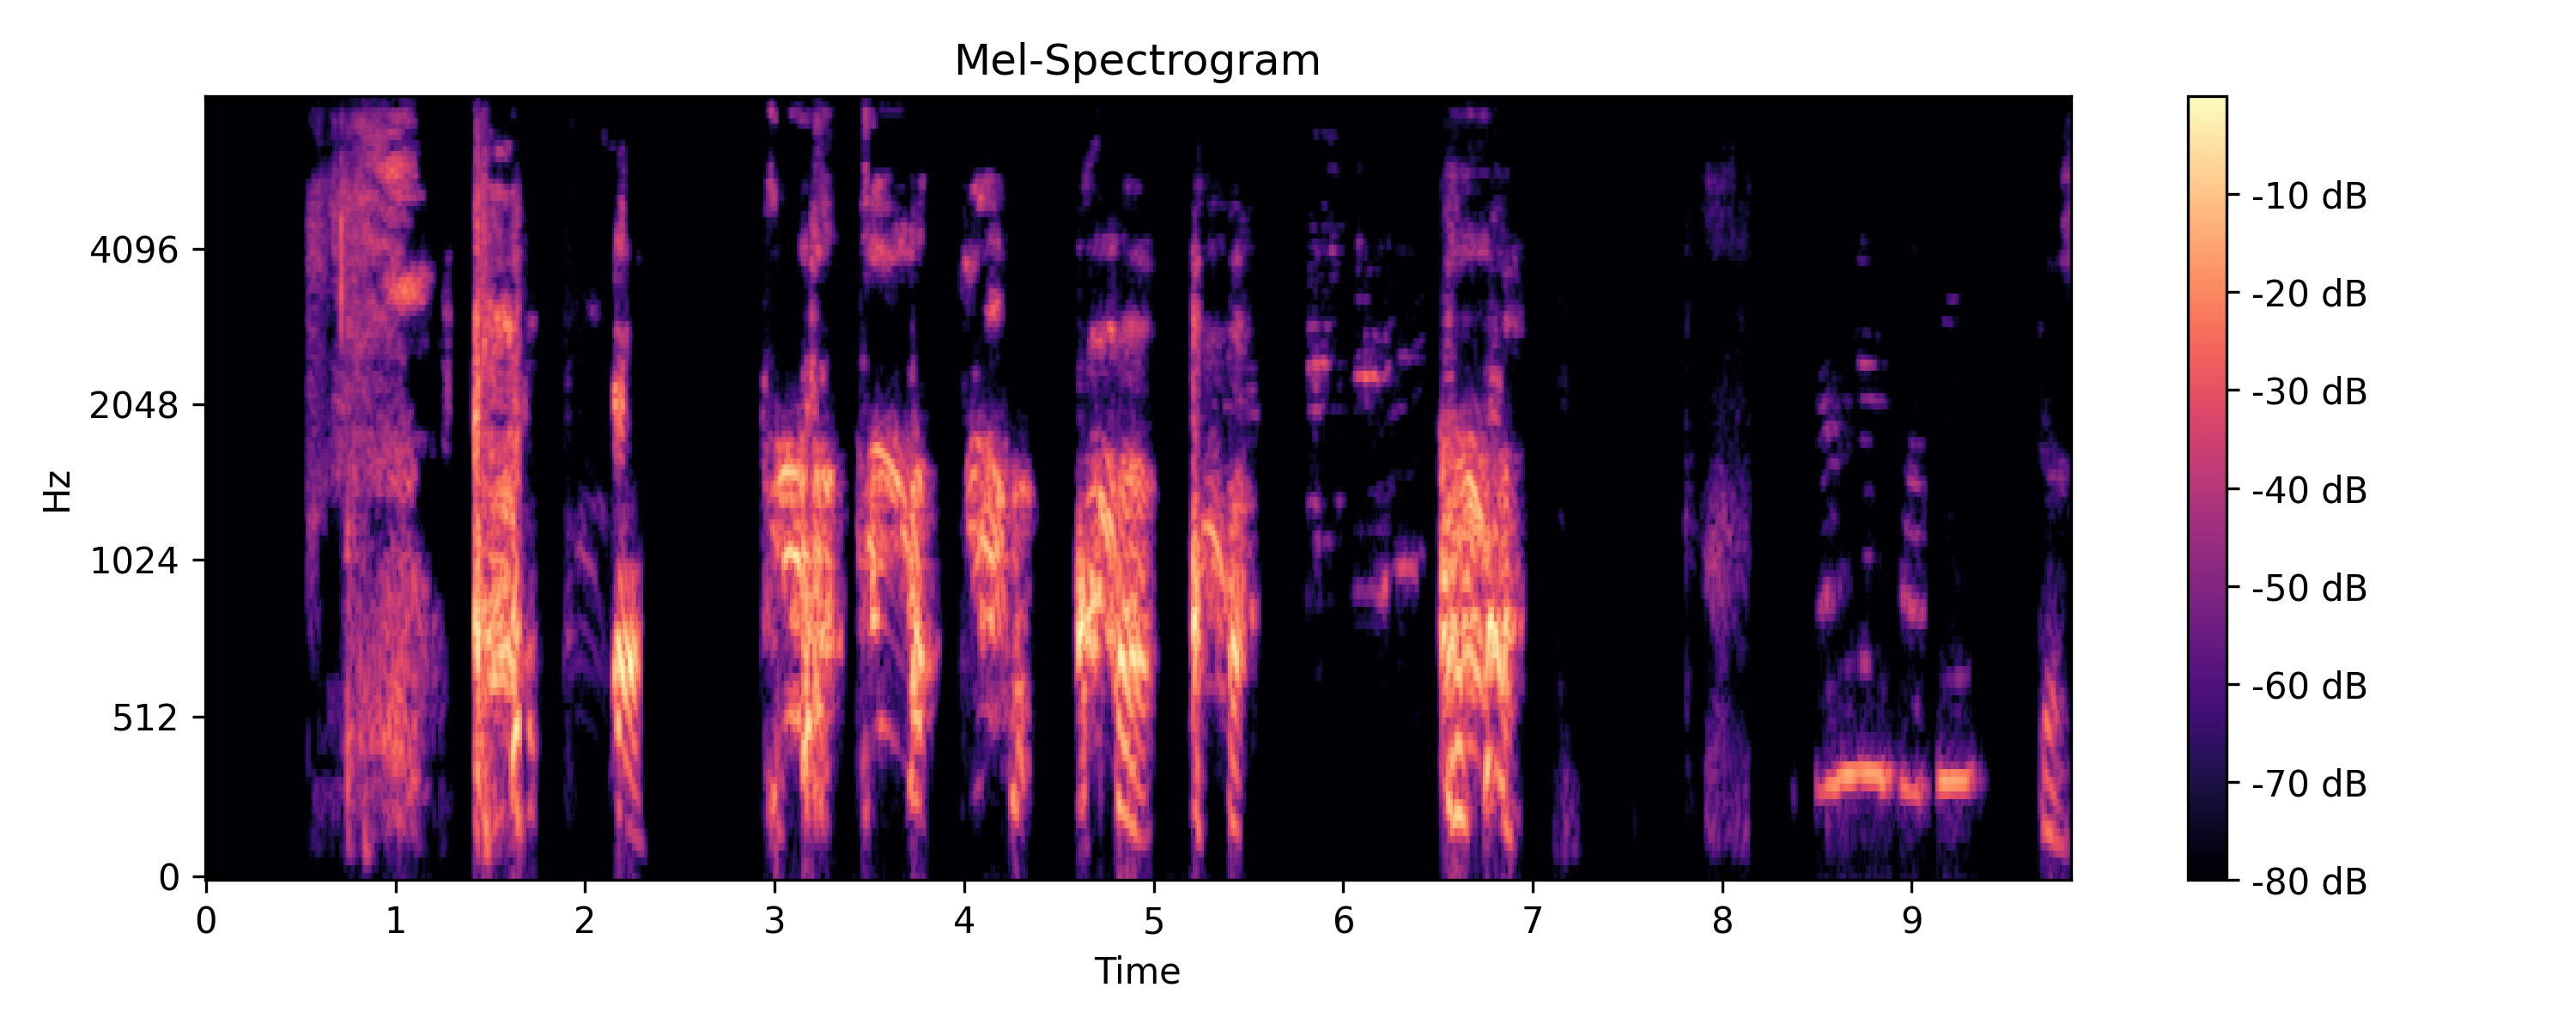 Mel-Spectrogram
Hz
4096
2048
1024
512
0
0 1 2 3 4 5 6 7 8 9
Time
-10 dB
-20 dB
-30 dB
-40 dB
-50 dB
-60 dB
-70 dB
-80 dB